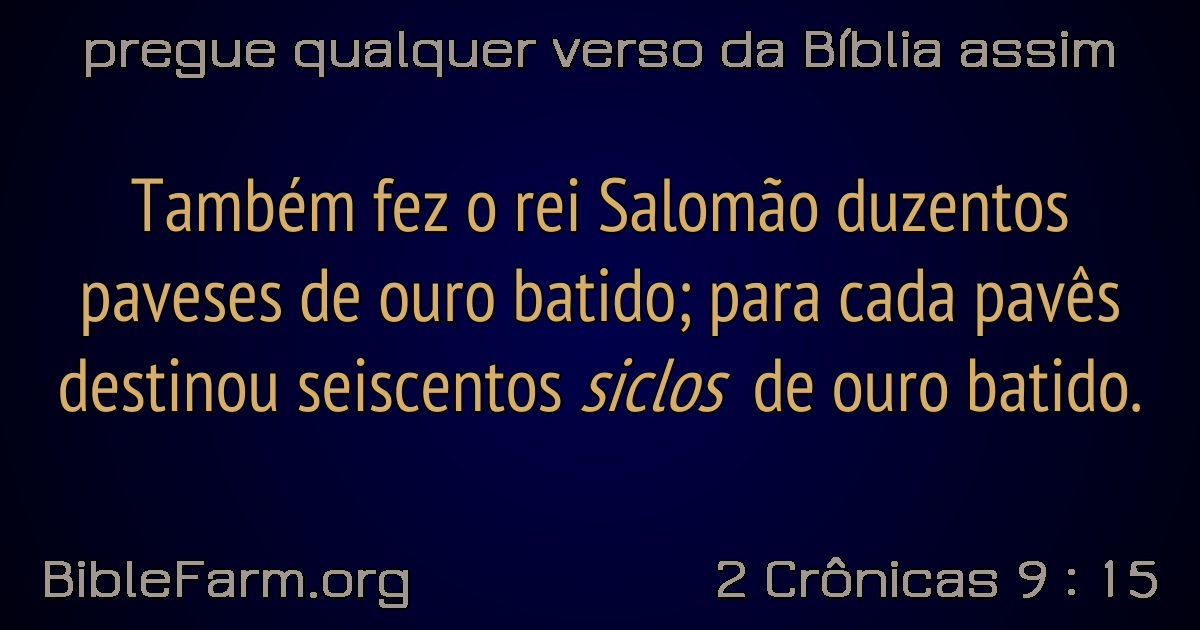 pregue qualquer verso da Bíblia assim
Também fez o rei Salomão duzentos
paveses de ouro batido; para cada pavês
destinou seiscentos siclos de ouro batido.
BibleFarm.org
2 Crônicas 9 : 15